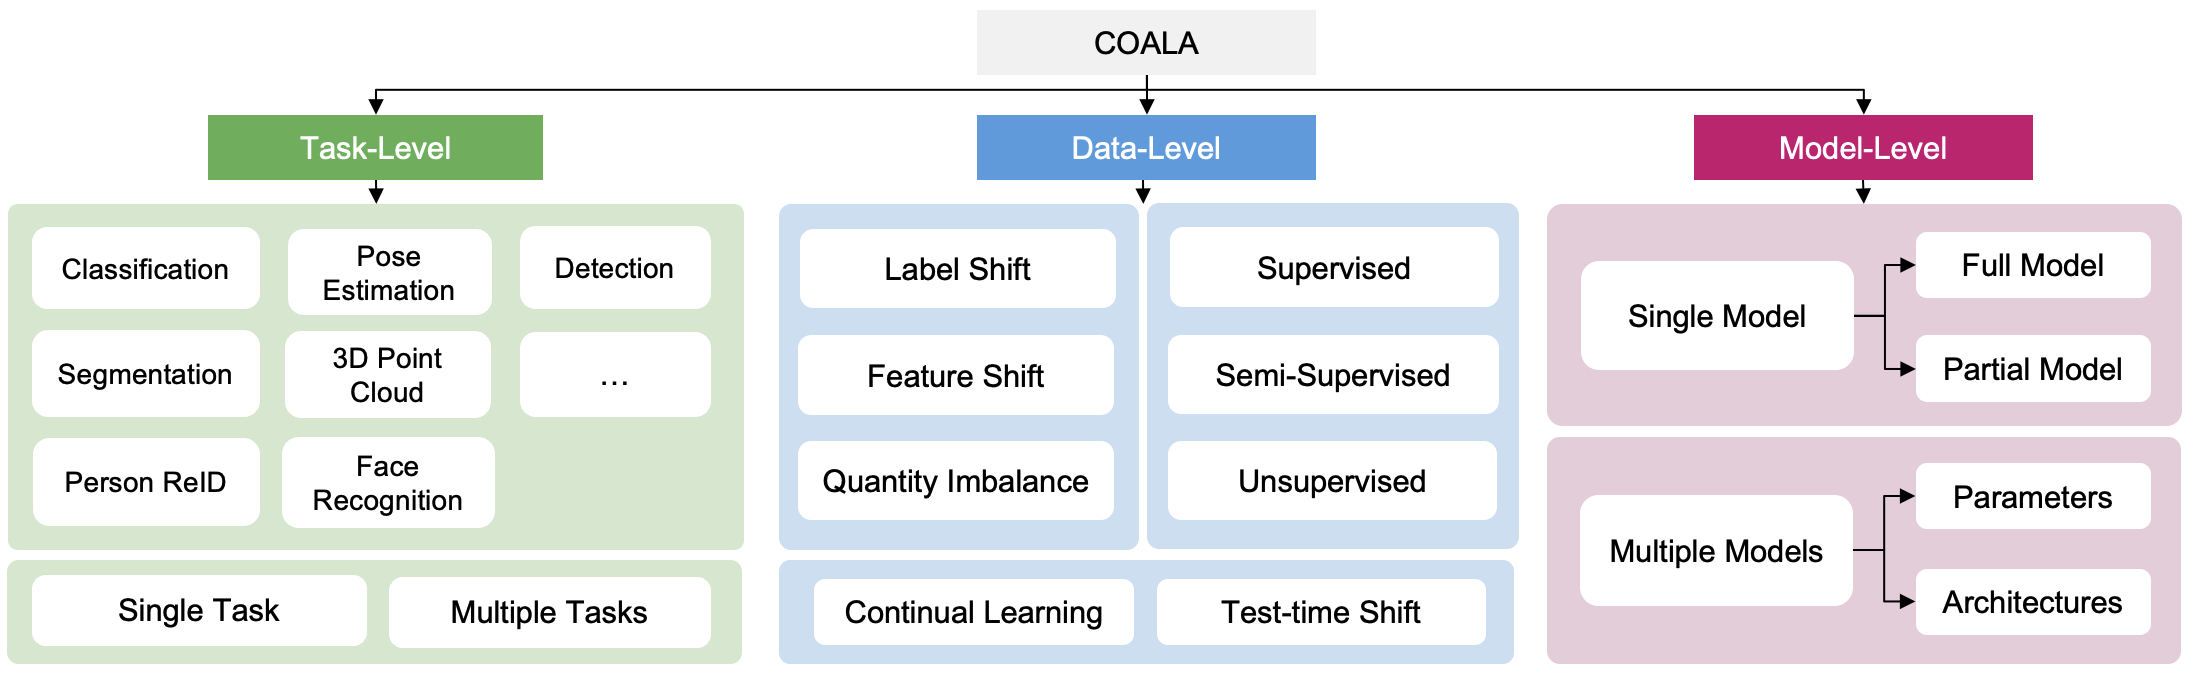 COALA
Task-Level
Data-Level
Model-Level
Classification
Pose
Estimation
Detection
Segmentation
3D Point
Cloud
...
Person ReID
Face
Recognition
Single Task
Multiple Tasks
Label Shift
Feature Shift
Quantity Imbalance
Supervised
Semi-Supervised
Unsupervised
Continual Learning
Test-time Shift
Single Model
Full Model
Partial Model
Multiple Models
Parameters
Architectures